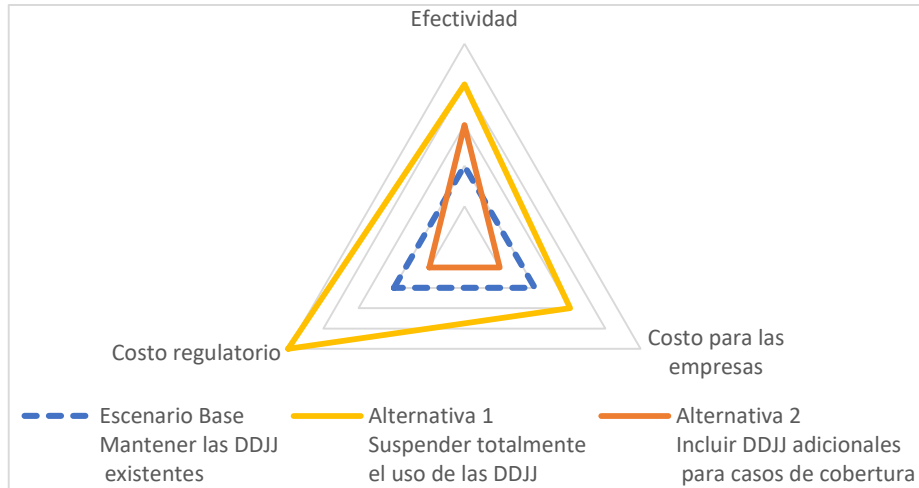 Efectividad
Costo regulatorio
Costo para las
empresas
Escenario Base
Mantener las DDJJ
existentes
Alternativa 1
Suspender totalmente
el uso de las DDJJ
Alternativa 2
Incluir DDJJ adicionales
para casos de cobertura